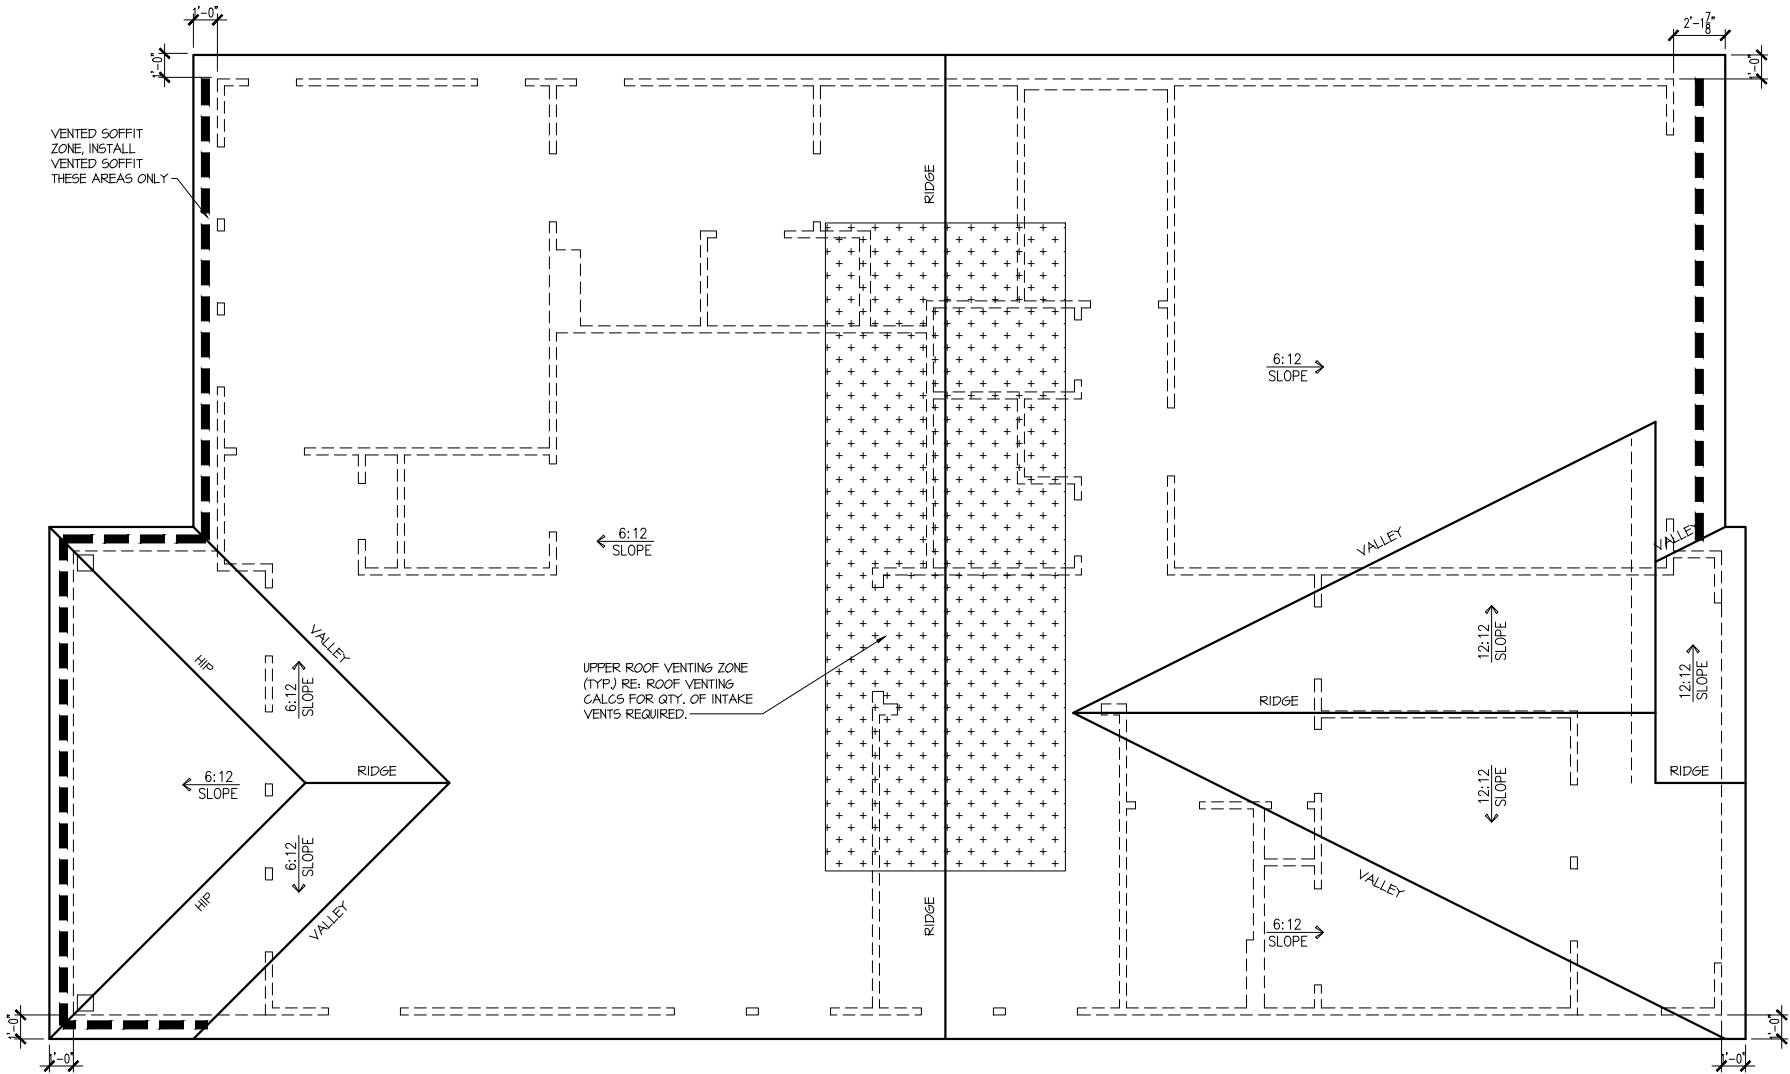 1'-0"
1'-0"
2'-1 7/8"
1'-0"
VENTED SOFFIT
ZONE, INSTALL
VENTED SOFFIT
THESE AREAS ONLY
RIDGE
6:12
SLOPE
6:12
SLOPE
VALLEY
VALLEY
VALLEY
HIP
6:12
SLOPE
12:12
SLOPE
12:12
SLOPE
UPPER ROOF VENTING ZONE
(TYP.) RE: ROOF VENTING
CALCS FOR QTY. OF INTAKE
VENTS REQUIRED.
RIDGE
RIDGE
RIDGE
6:12
SLOPE
12:12
SLOPE
6:12
SLOPE
HIP
VALLEY
RIDGE
VALLEY
6:12
SLOPE
1'-0"
1'-0"
1'-0"
1'-0"